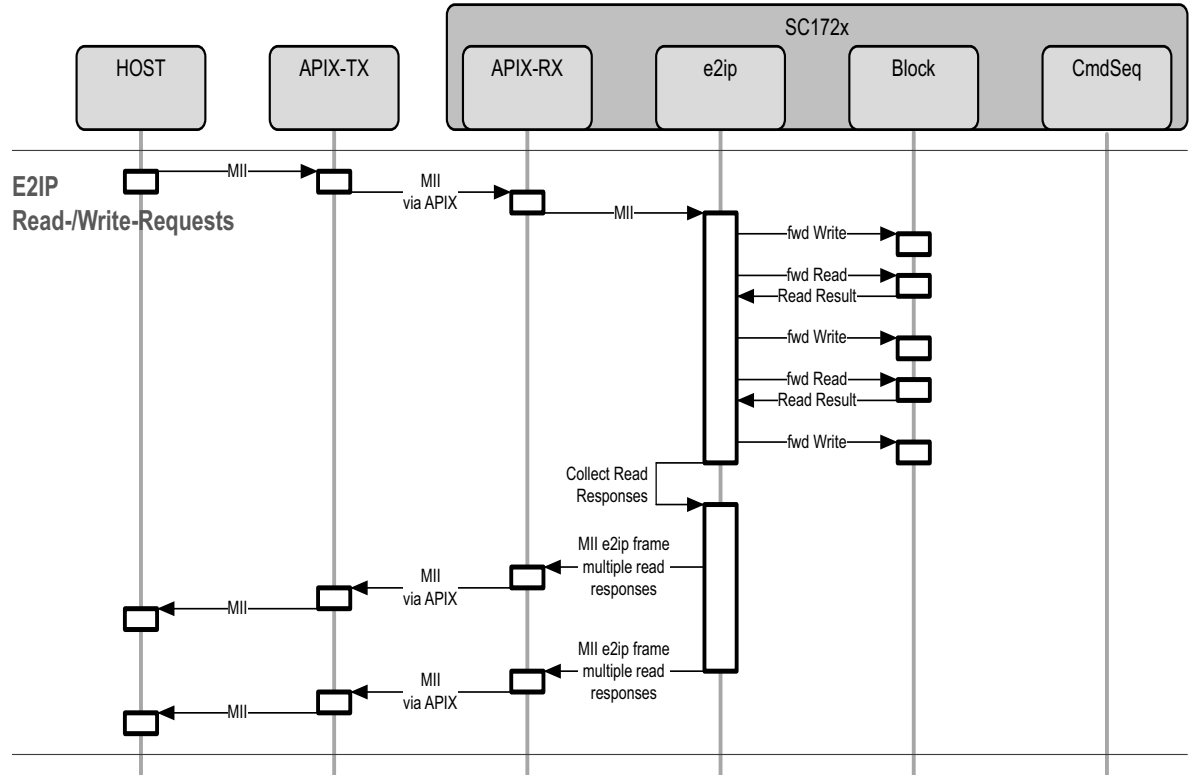 SC172x
HOST
APIX-TX
APIX-RX
e2ip
Block
CmdSeq
E2IP
Read-/Write-Requests
MII
MII
via APIX
MII
fwd Write
fwd Read
Read Result
fwd Write
fwd Read
Read Result
fwd Write
Collect Read
Responses
MII e2ip frame
multiple read
responses
MII
via APIX
MII
MII e2ip frame
multiple read
responses
MII
via APIX
MII